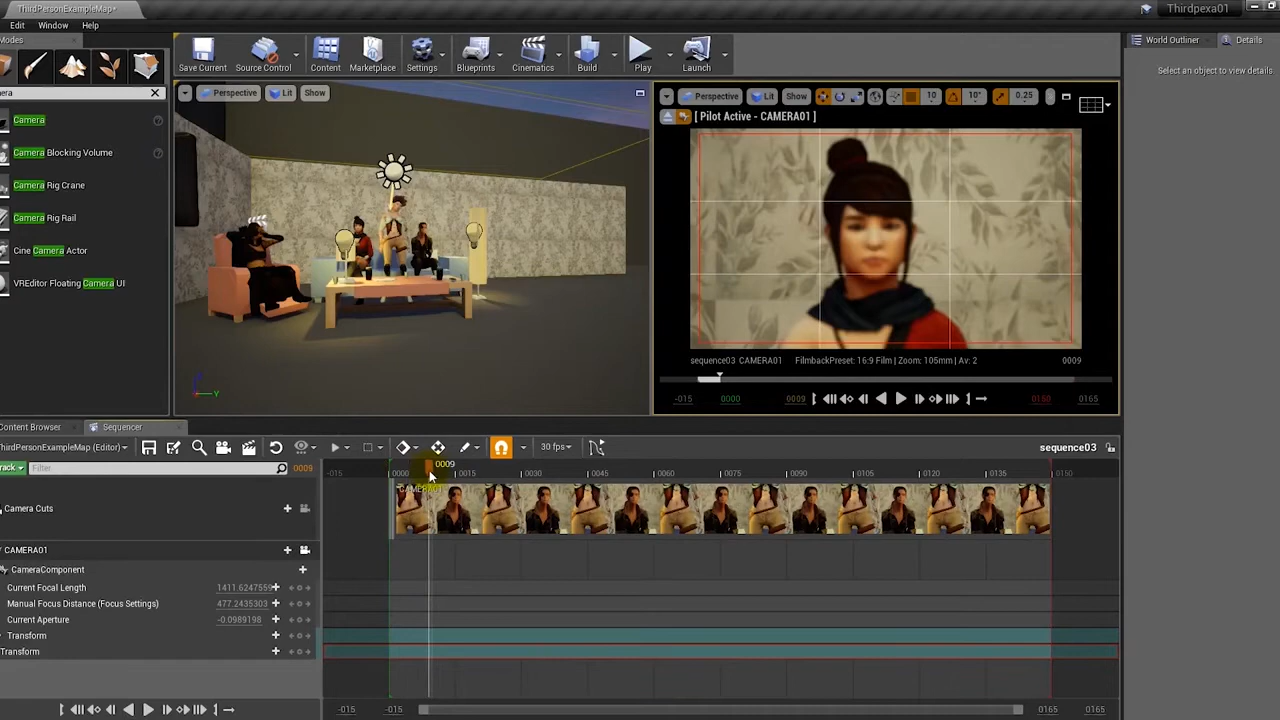 ThirdPersonExampleMap*
Thirdpexa01
Edit Window Help
Modes
World Outliner Details
Save Current Source Control Content Marketplace Settings Blueprints Cinematics Build Play Launch
Select an object to view details
era
Perspective Lit Show
Perspective Lit Show 10 10° 0.25
[ Pilot Active - CAMERA01 ]
Camera
Camera Blocking Volume
Camera Rig Crane
Camera Rig Rail
Cine Camera Actor
VREditor Floating Camera UI
Y
sequence03 CAMERA01 FilmbackPreset: 16:9 Film | Zoom: 105mm | Av: 2 0009
-015 0000 0009 0150 0165
Content Browser Sequencer
ThirdPersonExampleMap (Editor) 30 fps sequence03
rack Filter 0009
0009
-015 0000 0015 0030 0045 0060 0075 0090 0105 0120 0135 0150
CAMERA01
Camera Cuts
CAMERA01
CameraComponent
Current Focal Length 1411.6247559
Manual Focus Distance (Focus Settings) 477.2435303
Current Aperture -0.0989198
Transform
Transform
-015 -015 0165 0165